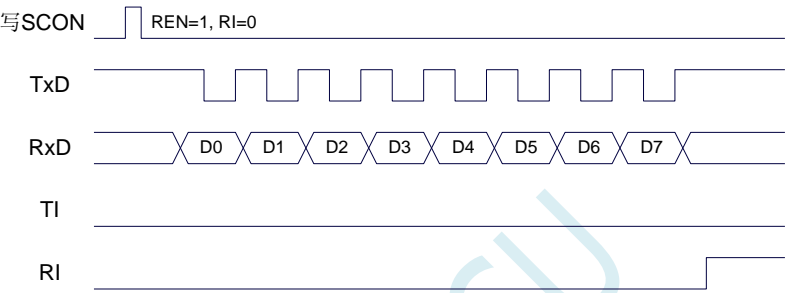 写SCON REN=1, RI=0
TxD
RxD D0 D1 D2 D3 D4 D5 D6 D7
TI
RI